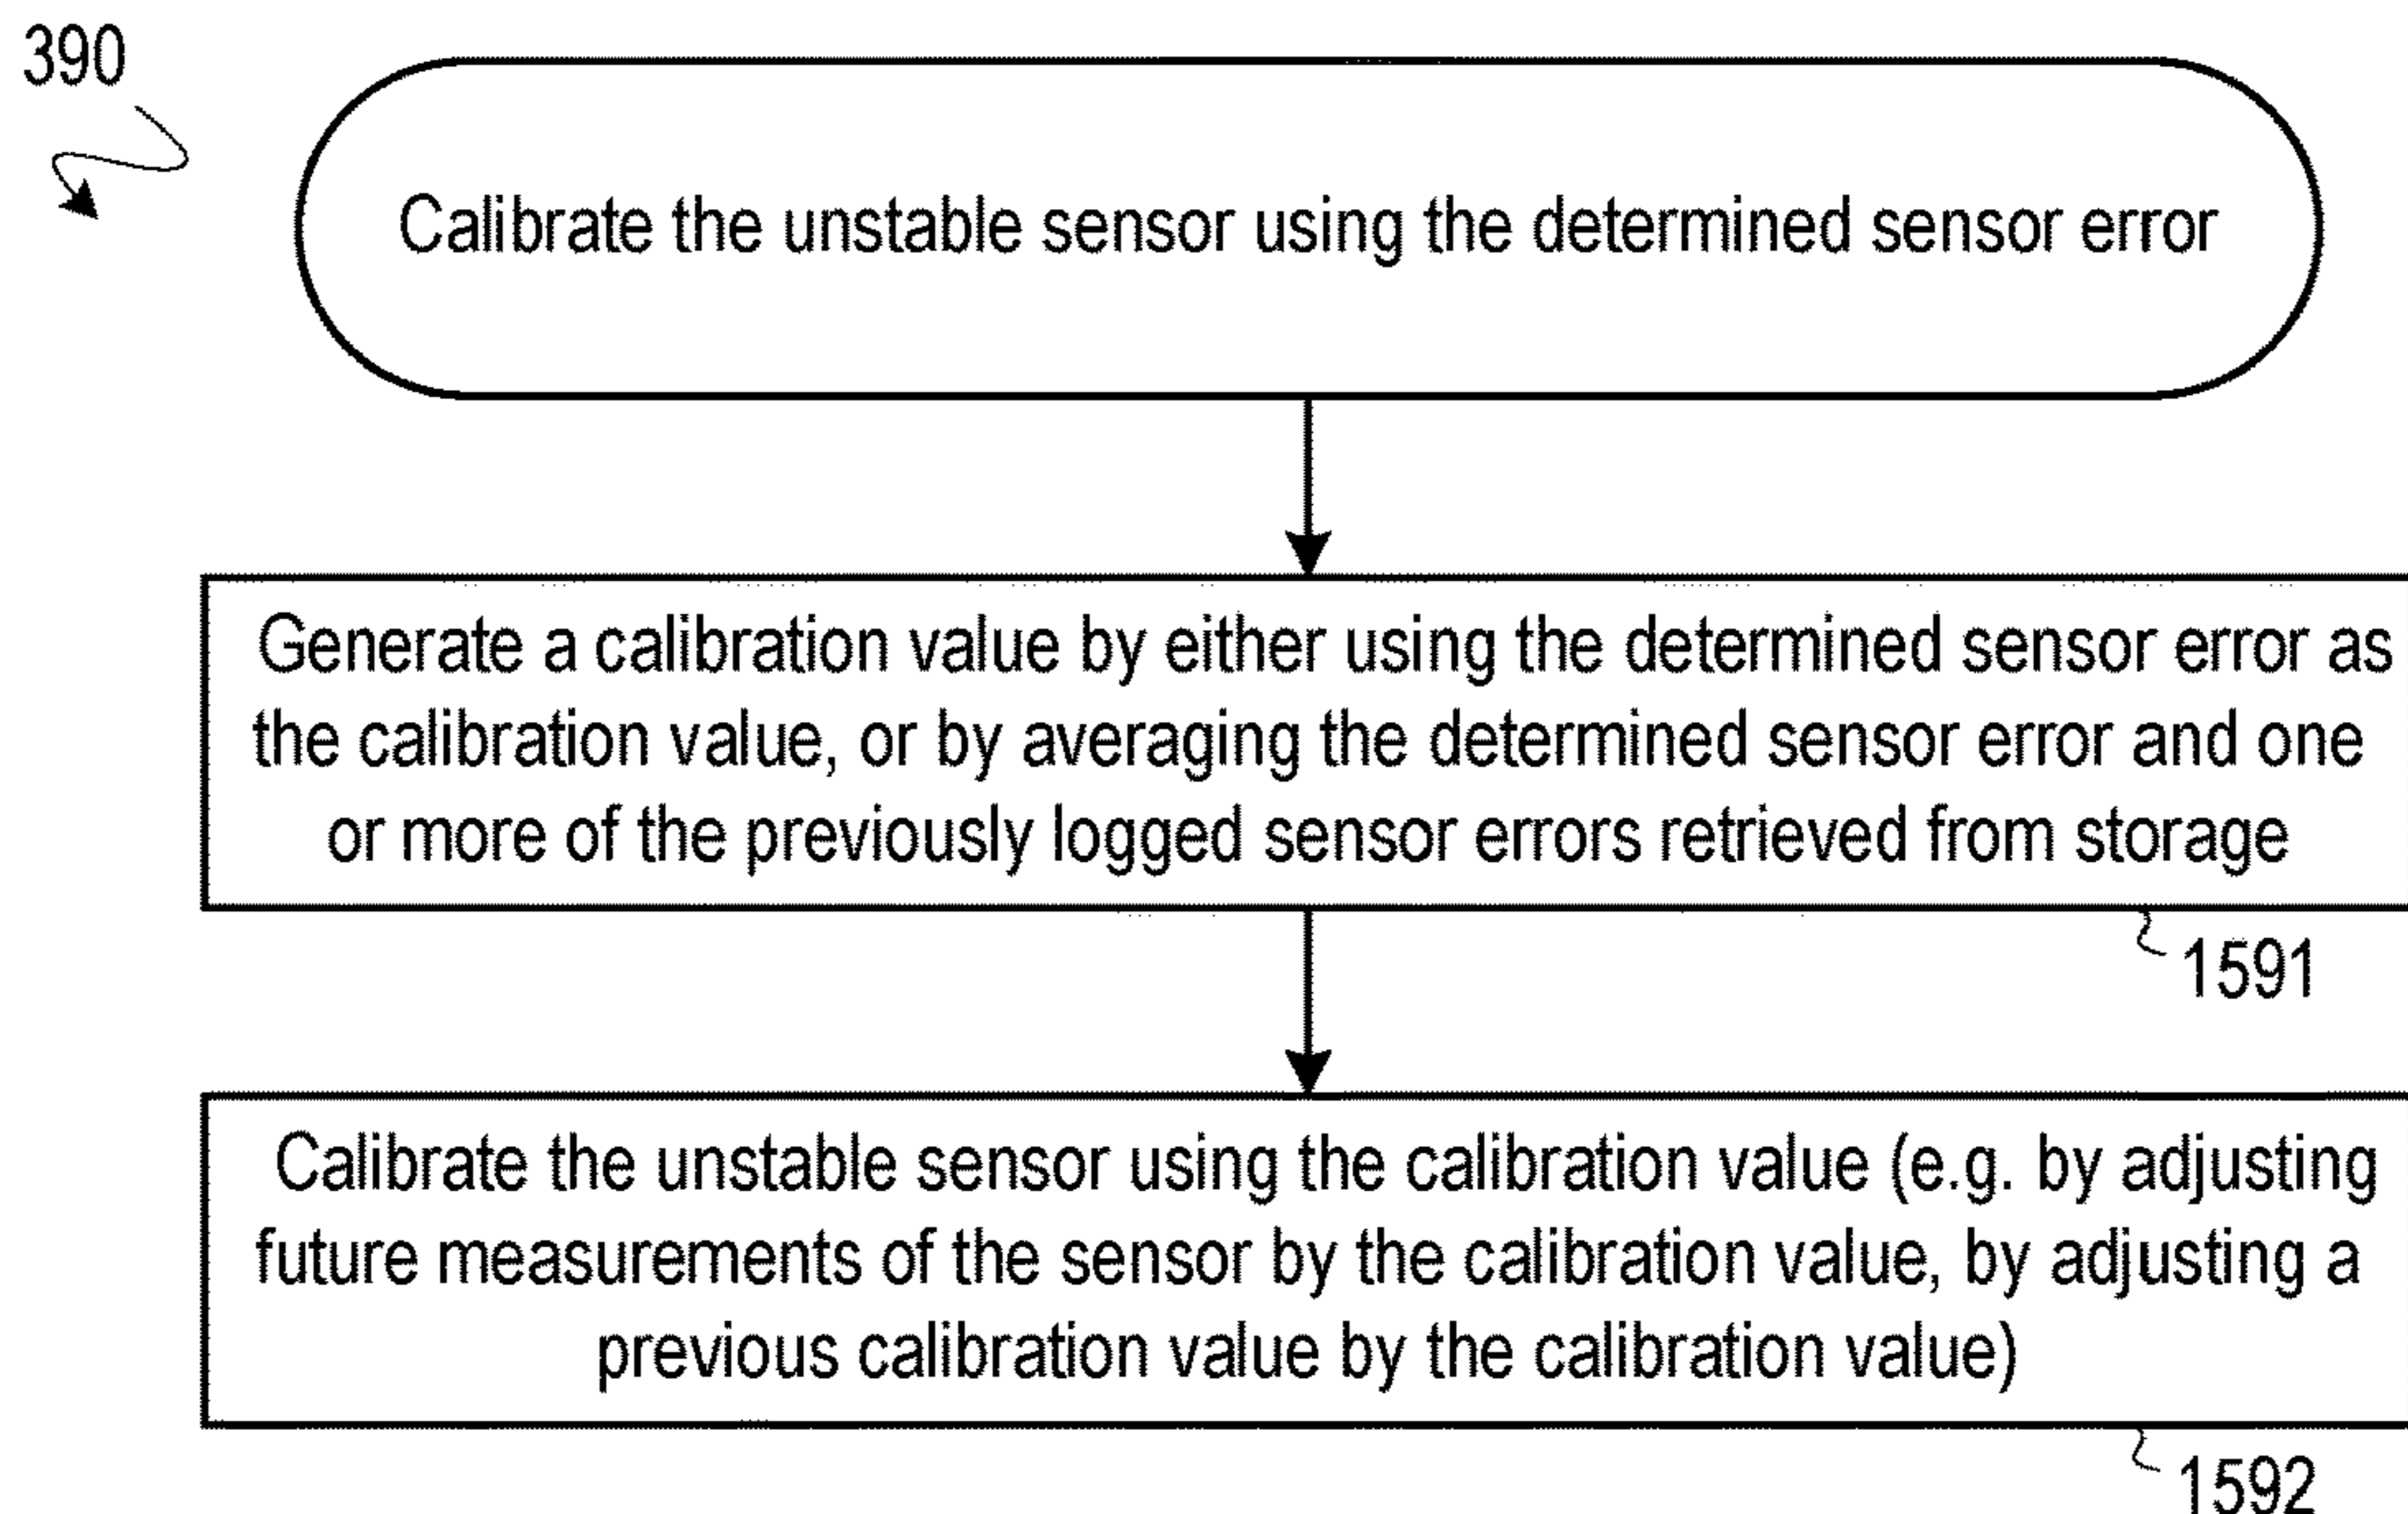 390
Calibrate the unstable sensor using the determined sensor error
Generate a calibration value by either using the determined sensor error as
the calibration value, or by averaging the determined sensor error and one
or more of the previously logged sensor errors retrieved from storage
1591
Calibrate the unstable sensor using the calibration value (e.g. by adjusting
future measurements of the sensor by the calibration value, by adjusting a
previous calibration value by the calibration value)
1592